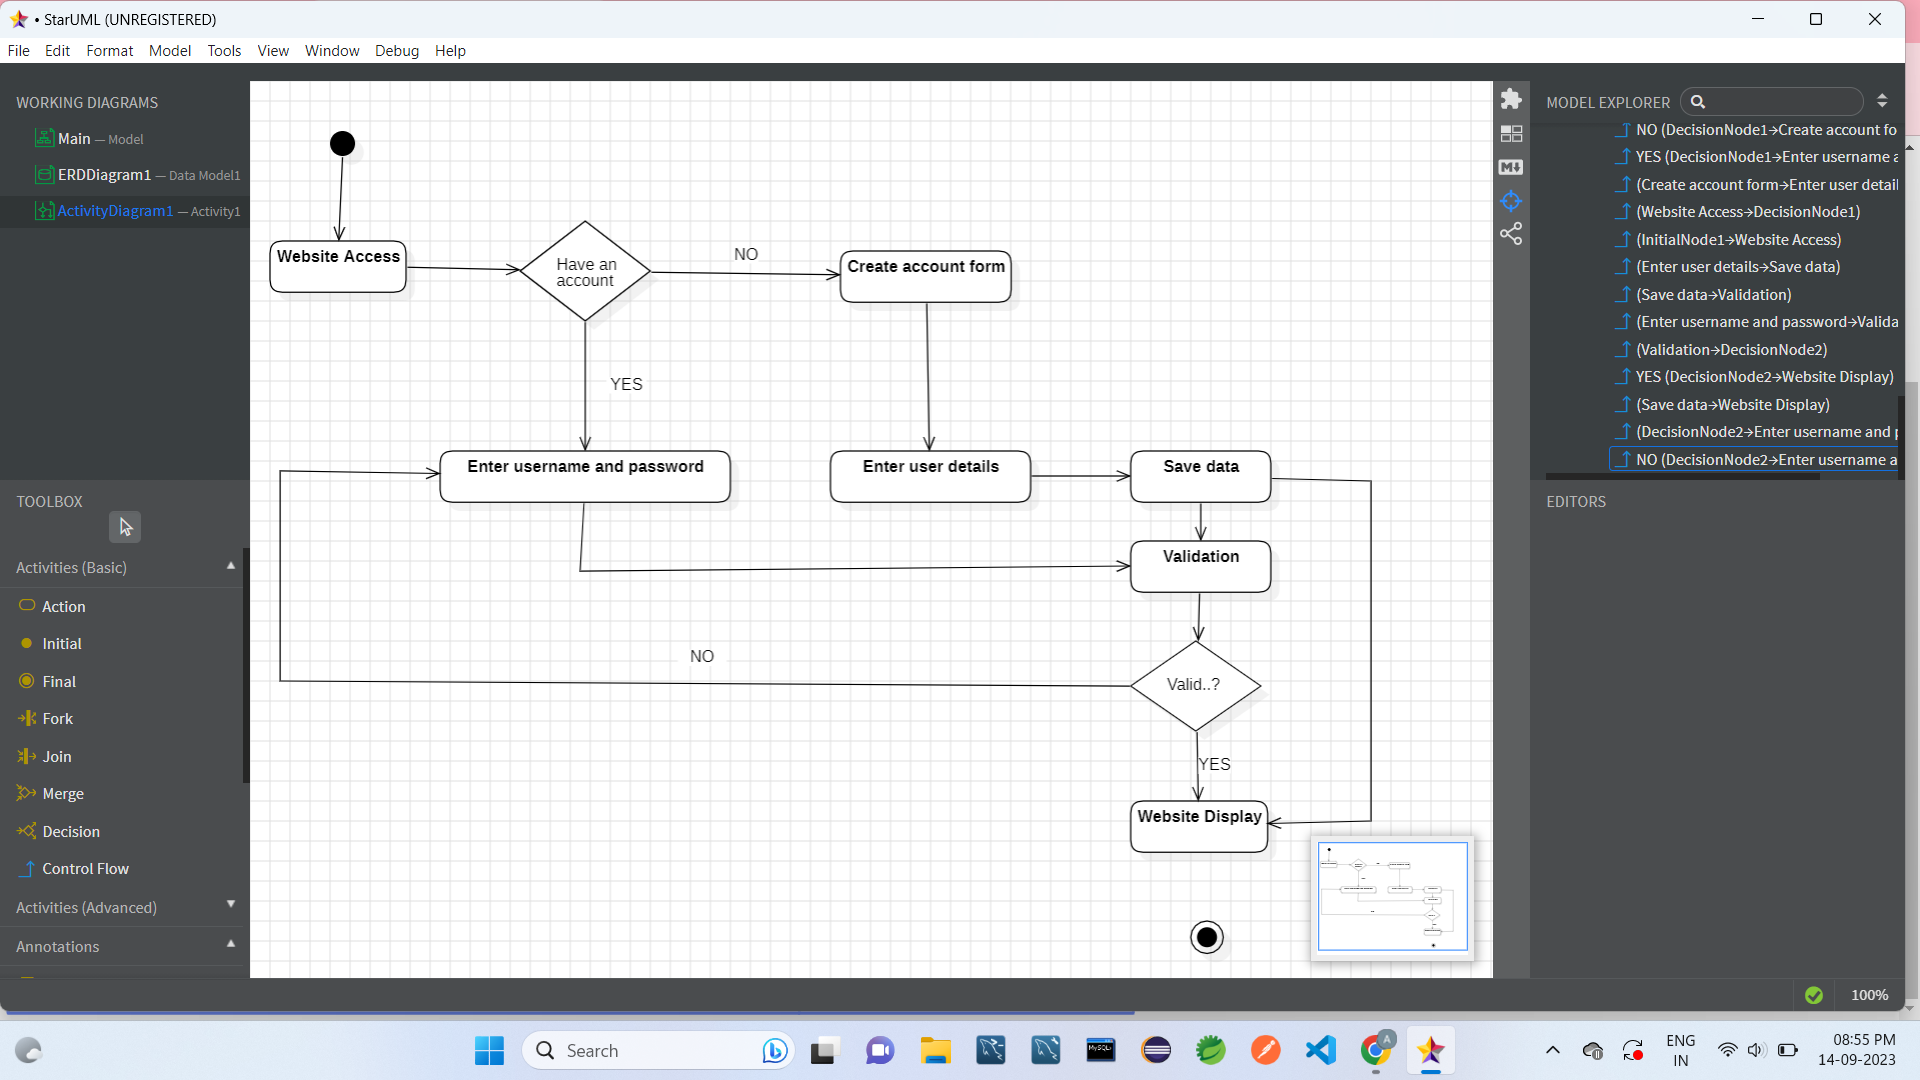 • StarUML (UNREGISTERED)
File Edit Format Model Tools View Window Debug Help
WORKING DIAGRAMS
Main — Model
ERDDiagram1 — Data Model1
ActivityDiagram1 — Activity1
TOOLBOX
Activities (Basic)
Action
Initial
Final
Fork
Join
Merge
Decision
Control Flow
Activities (Advanced)
Annotations
Website Access
Have an
account
NO
Create account form
YES
Enter username and password
Enter user details
Save data
Validation
NO
Valid..?
YES
Website Display
MODEL EXPLORER
NO (DecisionNode1→Create account fo
YES (DecisionNode1→Enter username a
(Create account form→Enter user detail
(Website Access→DecisionNode1)
(InitialNode1→Website Access)
(Enter user details→Save data)
(Save data→Validation)
(Enter username and password→Valida
(Validation→DecisionNode2)
YES (DecisionNode2→Website Display)
(Save data→Website Display)
(DecisionNode2→Enter username and p
NO (DecisionNode2→Enter username a
EDITORS
100%
Search
MySQL
A
ENG
IN
08:55 PM
14-09-2023